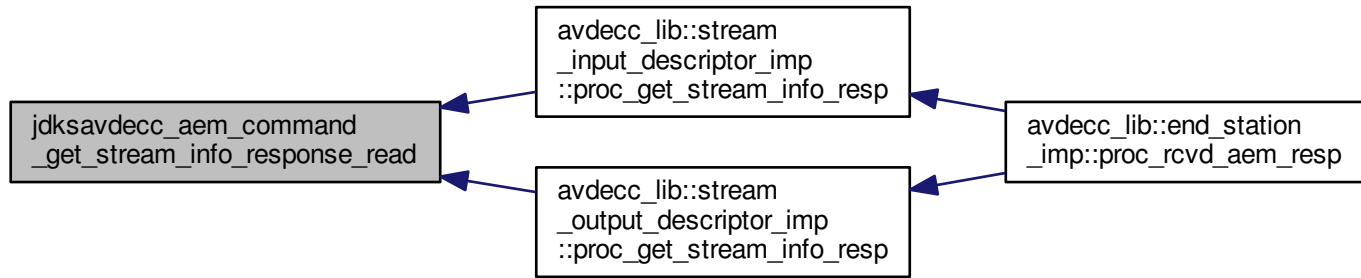 jdksavdecc_aem_command
_get_stream_info_response_read
avdecc_lib::stream
_input_descriptor_imp
::proc_get_stream_info_resp
avdecc_lib::stream
_output_descriptor_imp
::proc_get_stream_info_resp
avdecc_lib::end_station
_imp::proc_rcvd_aem_resp